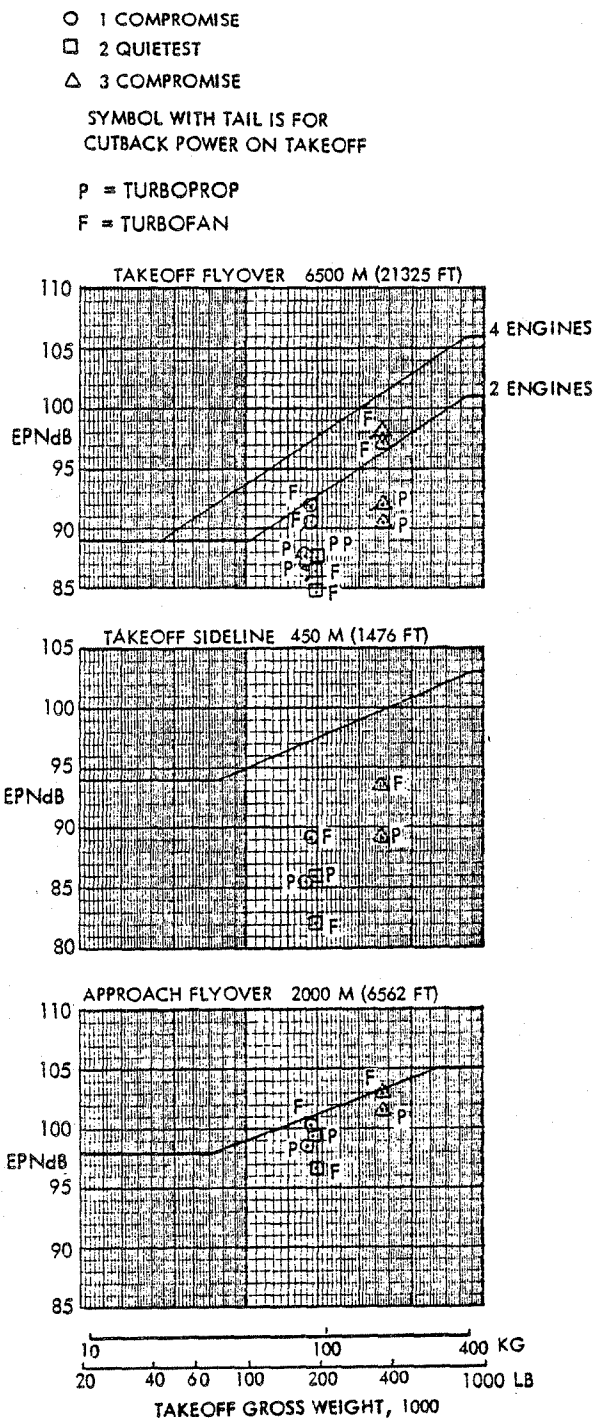 ○ 1 COMPROMISE
□ 2 QUIETEST
△ 3 COMPROMISE
SYMBOL WITH TAIL IS FOR
CUTBACK POWER ON TAKEOFF
P = TURBOPROP
F = TURBOFAN
TAKEOFF FLYOVER 6500 M (21325 FT)
110
105
100
EPNdB
95
90
85
4 ENGINES
2 ENGINES
F
F
F
F
P
P
P P
P
P
F
F
TAKEOFF SIDELINE 450 M (1476 FT)
105
100
95
EPNdB
90
85
80
F
F
P
P
P
F
APPROACH FLYOVER 2000 M (6562 FT)
110
105
100
EPNdB
95
90
85
F
F
P
P
P
F
10 100 400 KG
20 40 60 100 200 400 1000 LB
TAKEOFF GROSS WEIGHT, 1000